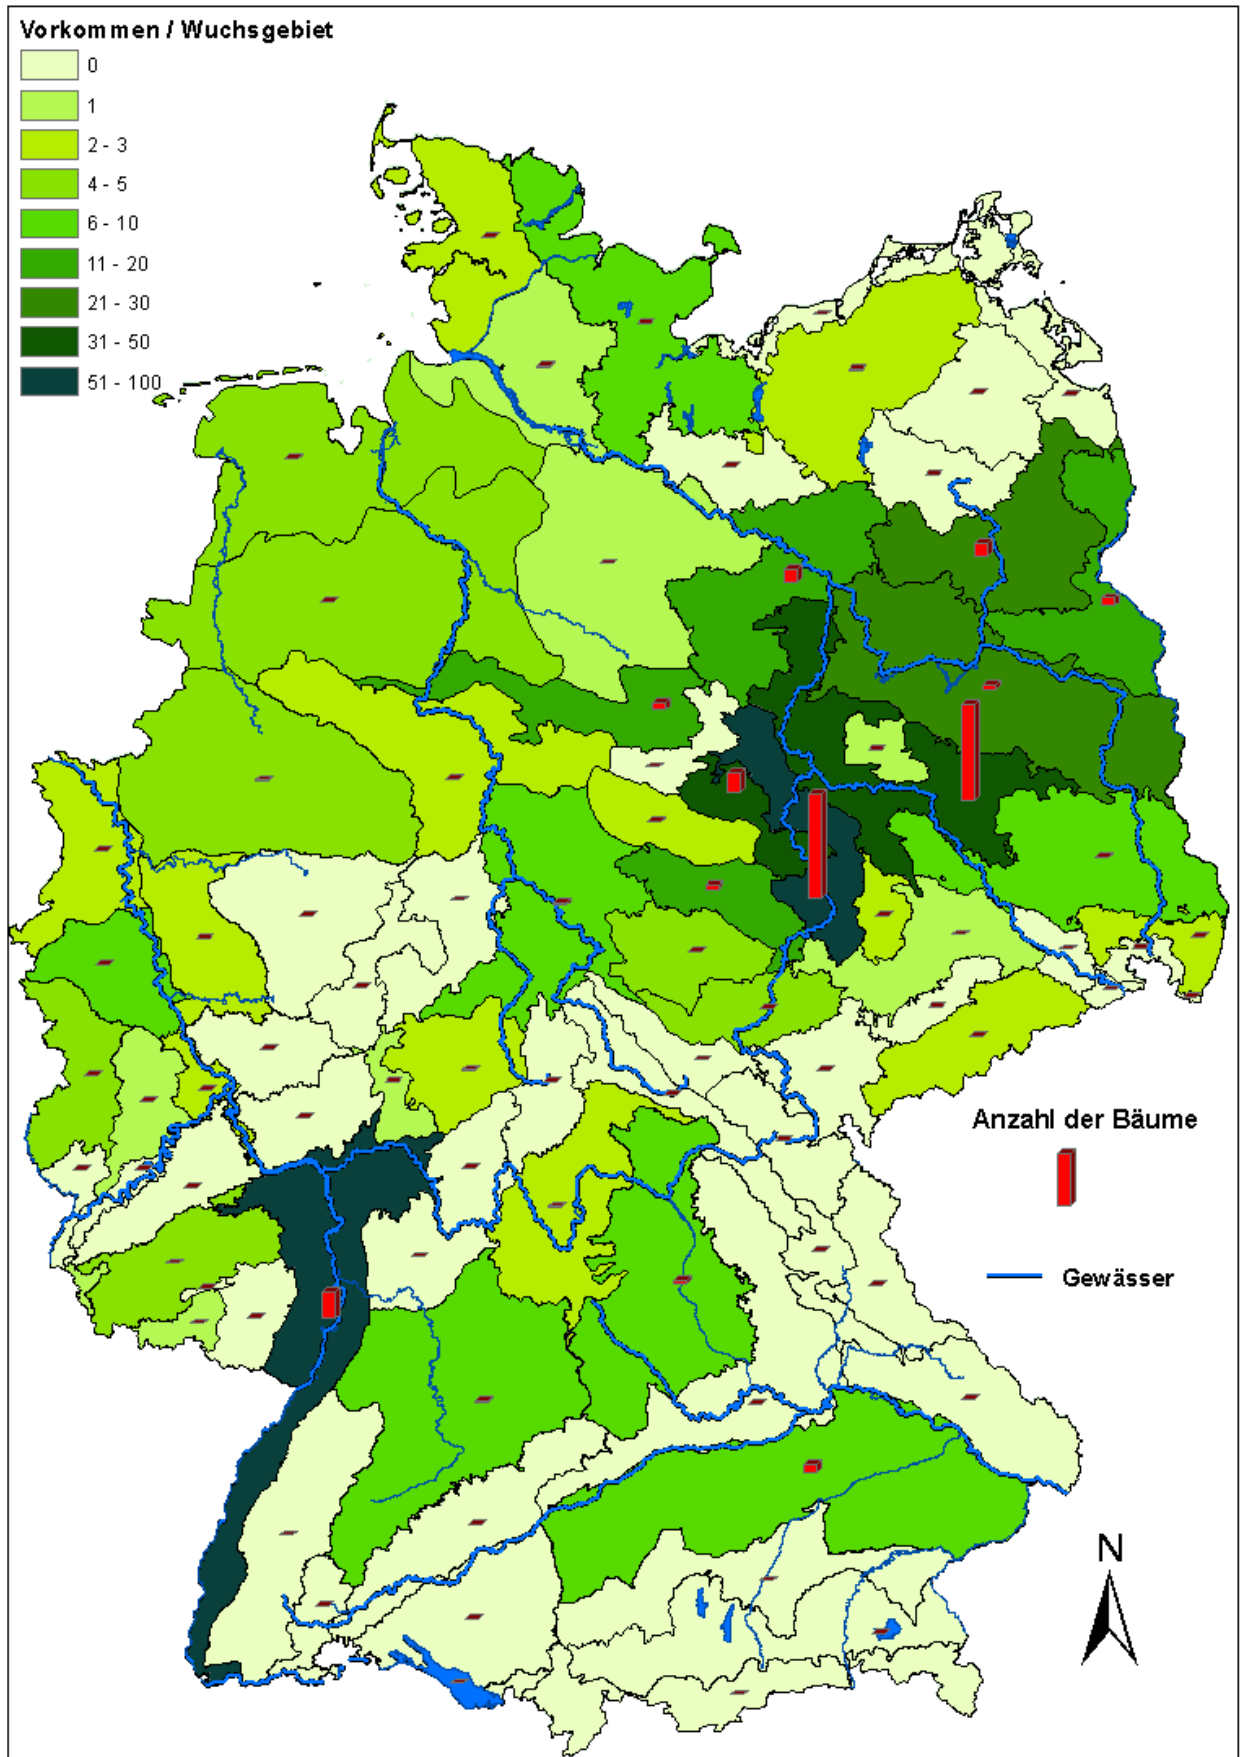 Vorkommen / Wuchsgebiet
0
1
2 - 3
4 - 5
6 - 10
11 - 20
21 - 30
31 - 50
51 - 100
Anzahl der Bäume
Gewässer
N